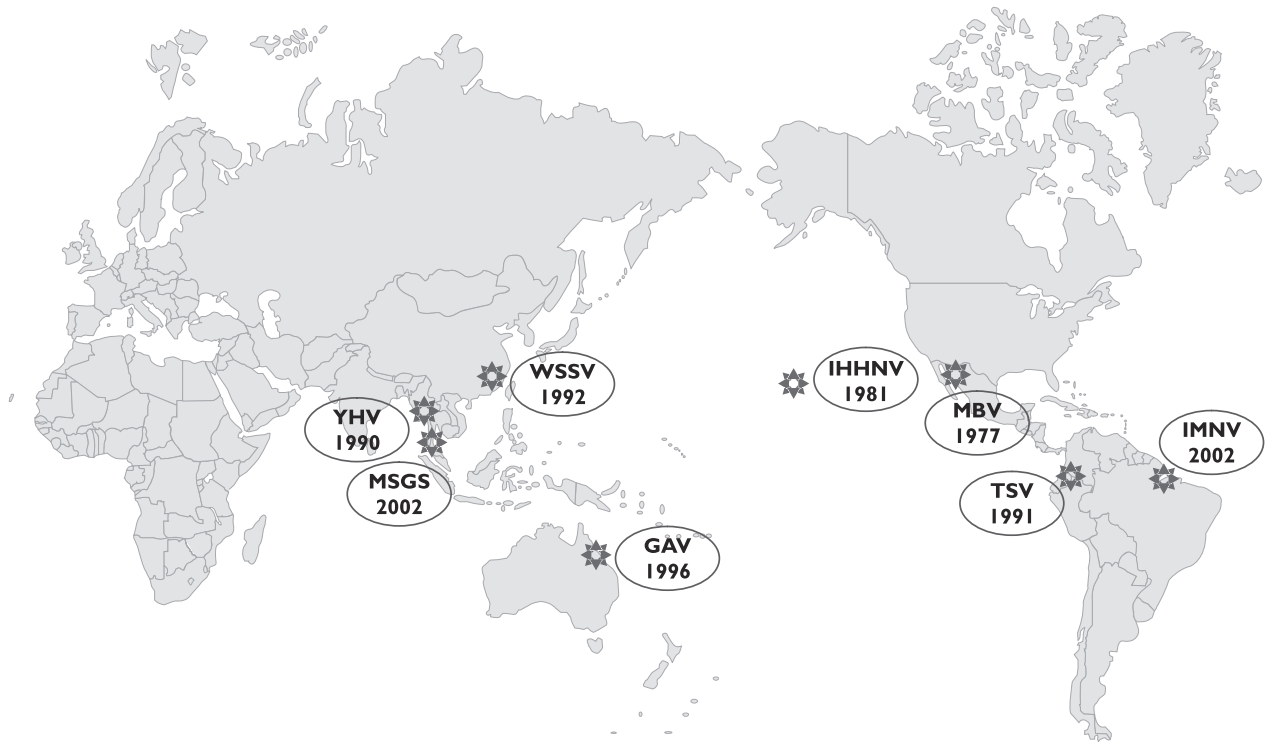 WSSV
1992
IHHNV
1981
YHV
1990
MBV
1977
IMNV
2002
MSGS
2002
TSV
1991
GAV
1996